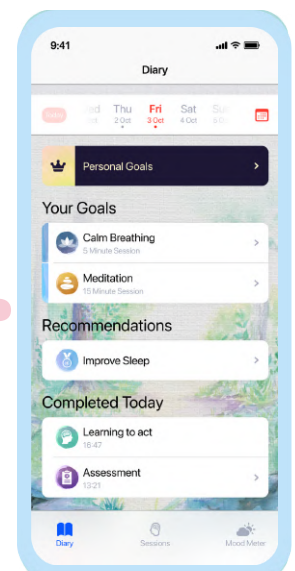 9:41
Diary
Thu Fri Sat
2 Oct 3 Oct 4 Oct
Personal Goals
Your Goals
Calm Breathing
5 Minute Session
Meditation
15 Minute Session
Recommendations
Improve Sleep
Completed Today
Learning to act
16:47
Assessment
13:21
Diary Sessions Mood Meter